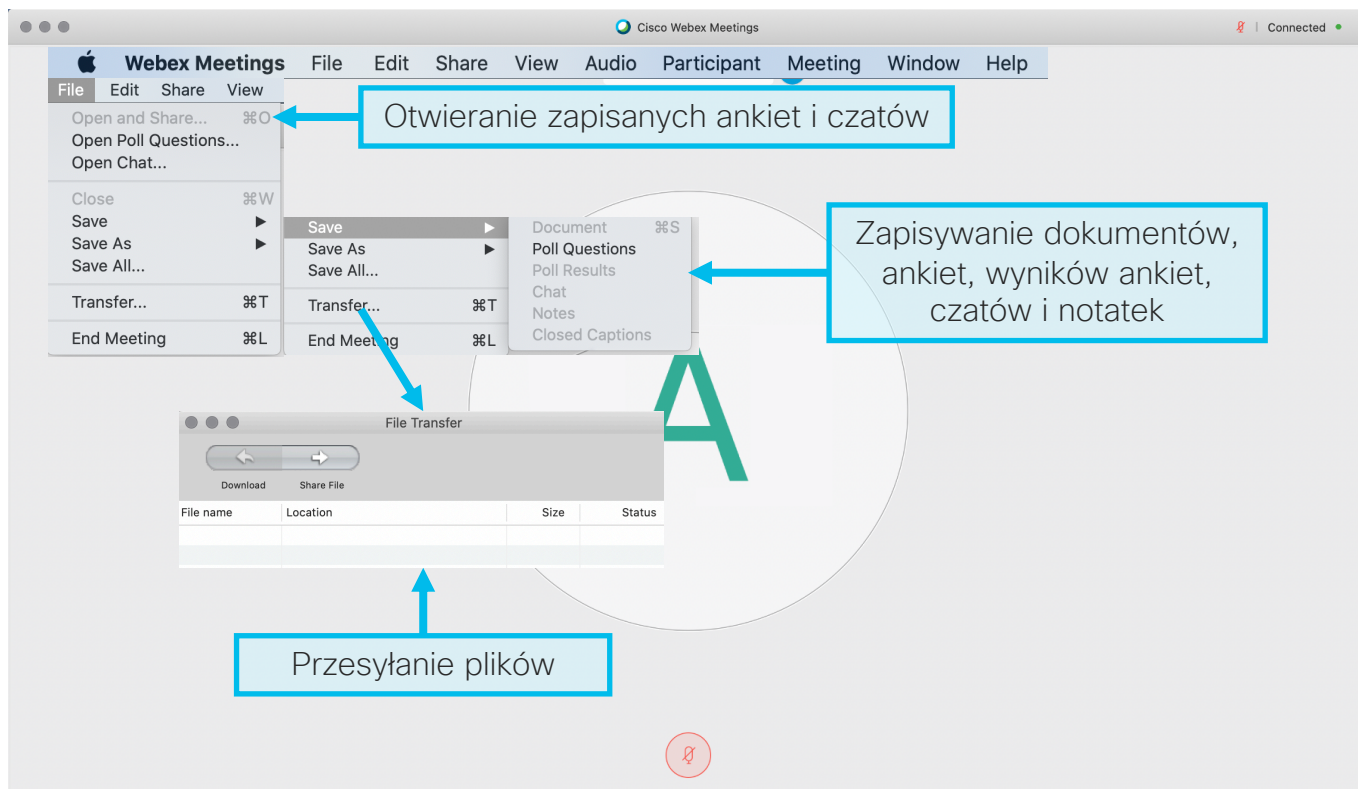 Cisco Webex Meetings
Connected
Webex Meetings File Edit Share View Audio Participant Meeting Window Help
File Edit Share View
Open and Share... ⌘O
Open Poll Questions...
Open Chat...
Close ⌘W
Save ▶
Save As ▶
Save All...
Transfer... ⌘T
End Meeting ⌘L
Otwieranie zapisanych ankiet i czatów
Save ▶
Save As ▶
Save All...
Transfer... ⌘T
End Meeting ⌘L
Document ⌘S
Poll Questions
Poll Results
Chat
Notes
Closed Captions
Zapisywanie dokumentów,
ankiet, wyników ankiet,
czatów i notatek
A
File Transfer
Download Share File
File name Location Size Status
Przesyłanie plików